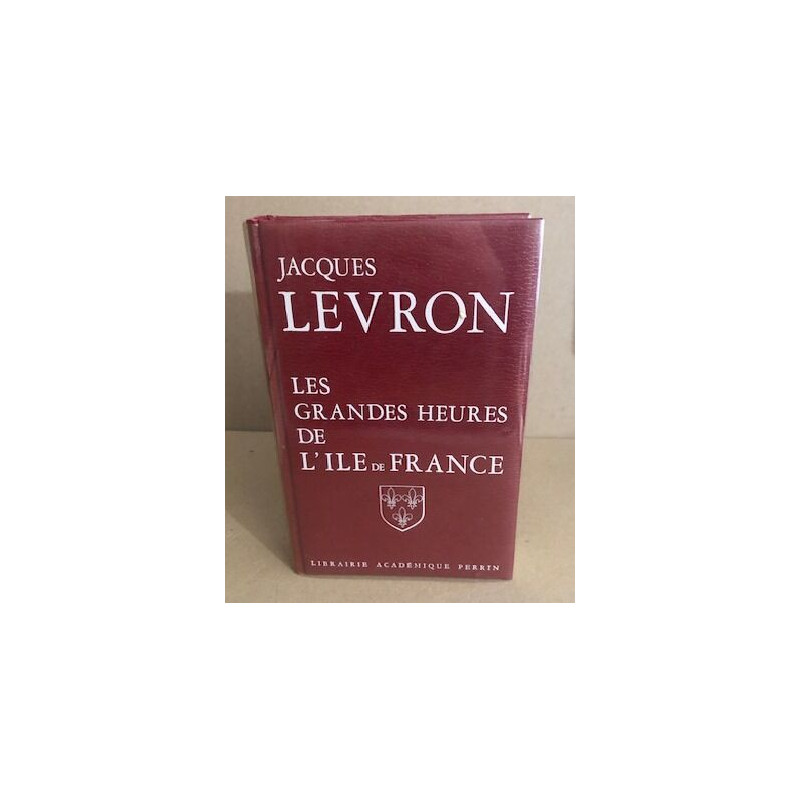 JACQUES
LEVRON
LES
GRANDES HEURES
DE
L'ILE DE FRANCE
LIBRAIRIE ACADÉMIQUE PERRIN